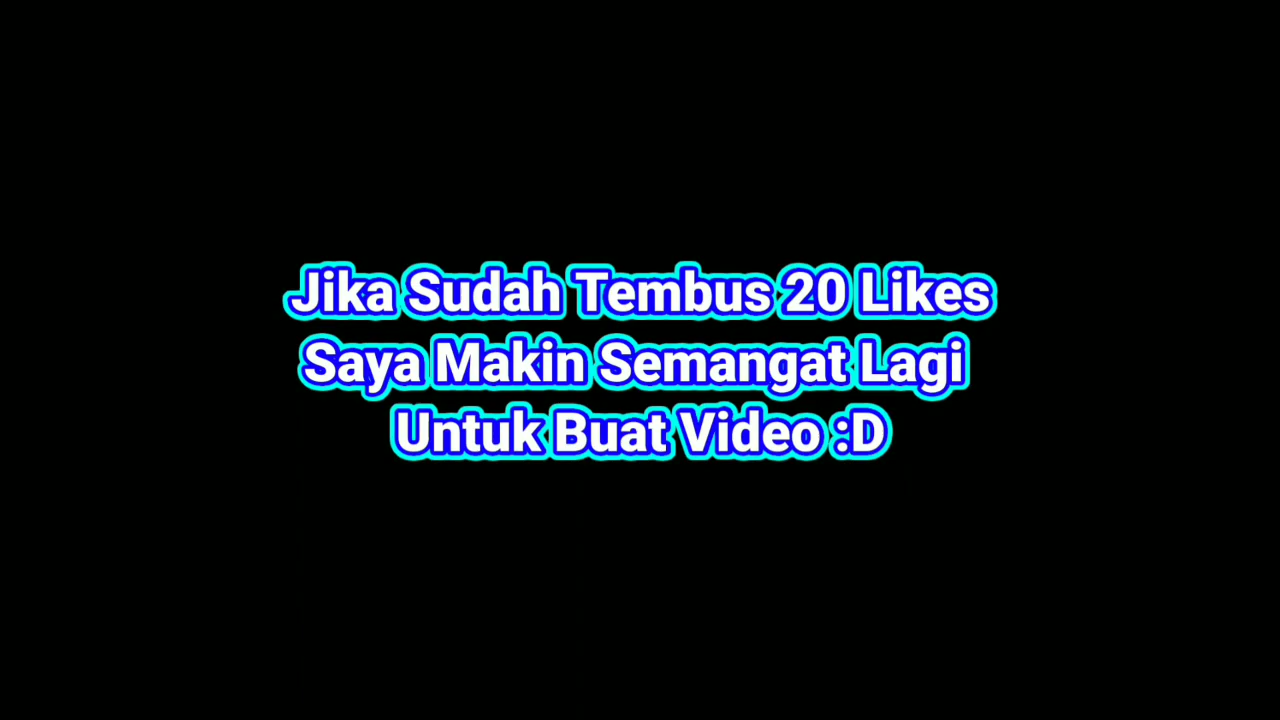 Jika Sudah Tembus 20 Likes
Saya Makin Semangat Lagi
Untuk Buat Video :D